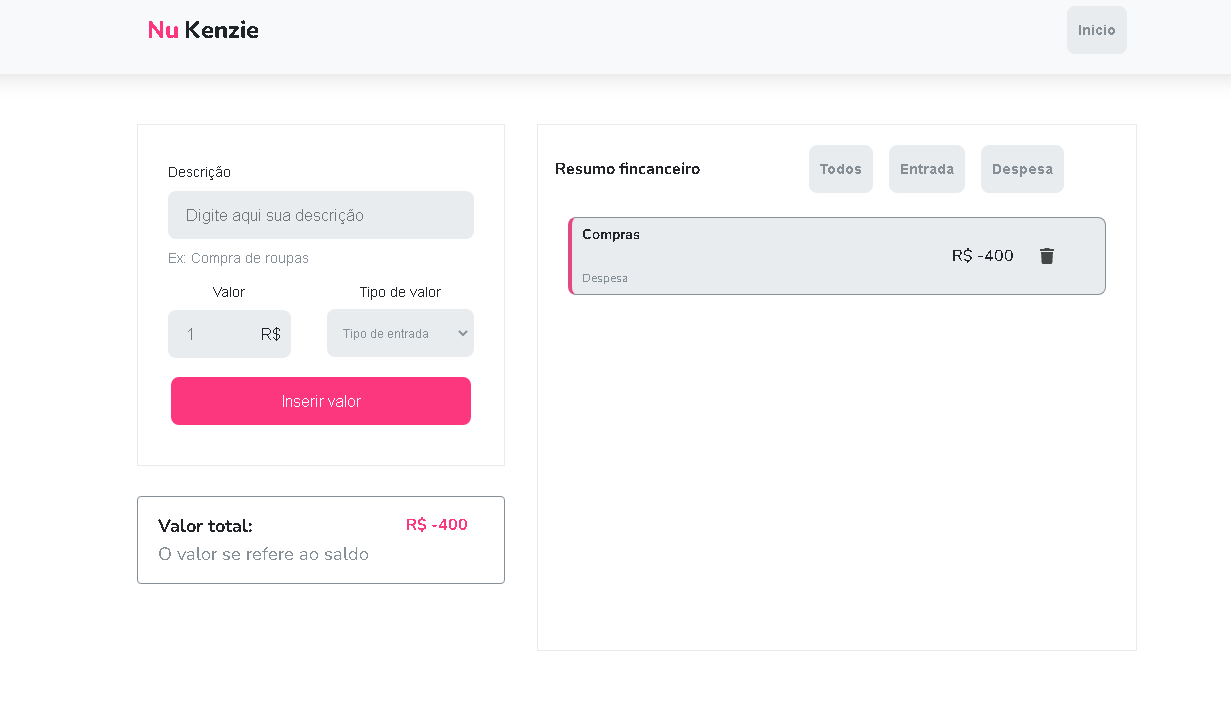 Nu Kenzie
Inicio
Descrição
Digite aqui sua descrição
Ex: Compra de roupas
Valor
Tipo de valor
1
R$
Tipo de entrada
Inserir valor
Valor total:
R$ -400
O valor se refere ao saldo
Resumo fincanceiro
Todos
Entrada
Despesa
Compras
R$ -400
Despesa